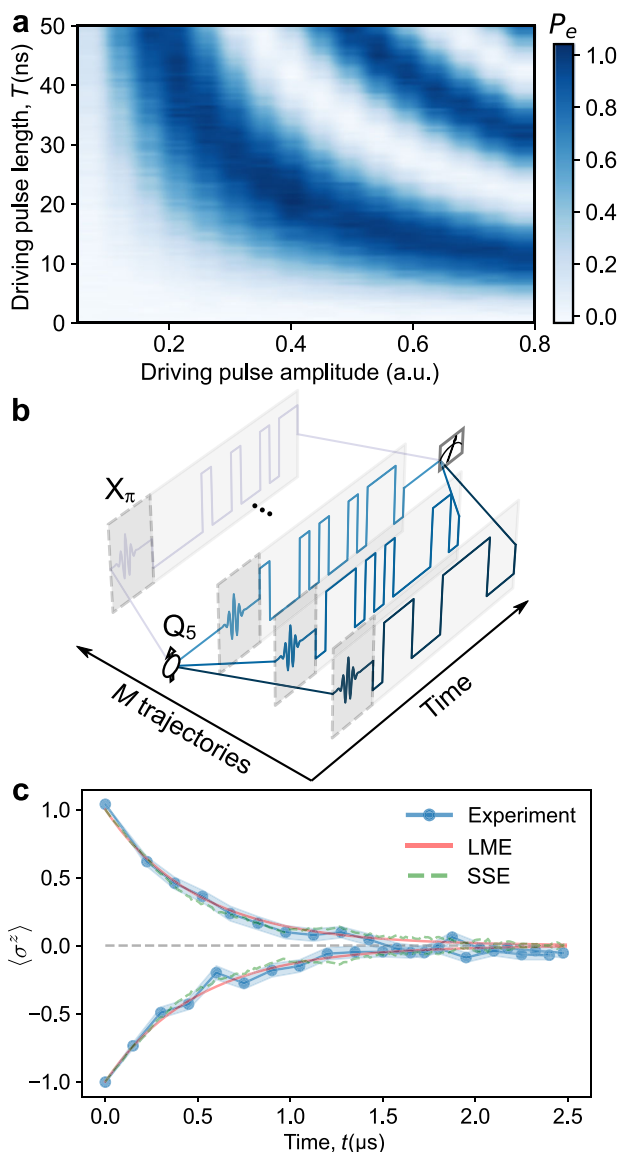 a
Driving pulse length, T(ns)
50
40
30
20
10
0
0.2
0.4
0.6
0.8
Driving pulse amplitude (a.u.)
Pe
1.0
0.8
0.6
0.4
0.2
0.0
b
Xπ
...
Q5
M trajectories
Time
c
⟨σz⟩
1.0
0.5
0.0
−0.5
−1.0
Experiment
LME
SSE
0.0
0.5
1.0
1.5
2.0
2.5
Time, t(μs)